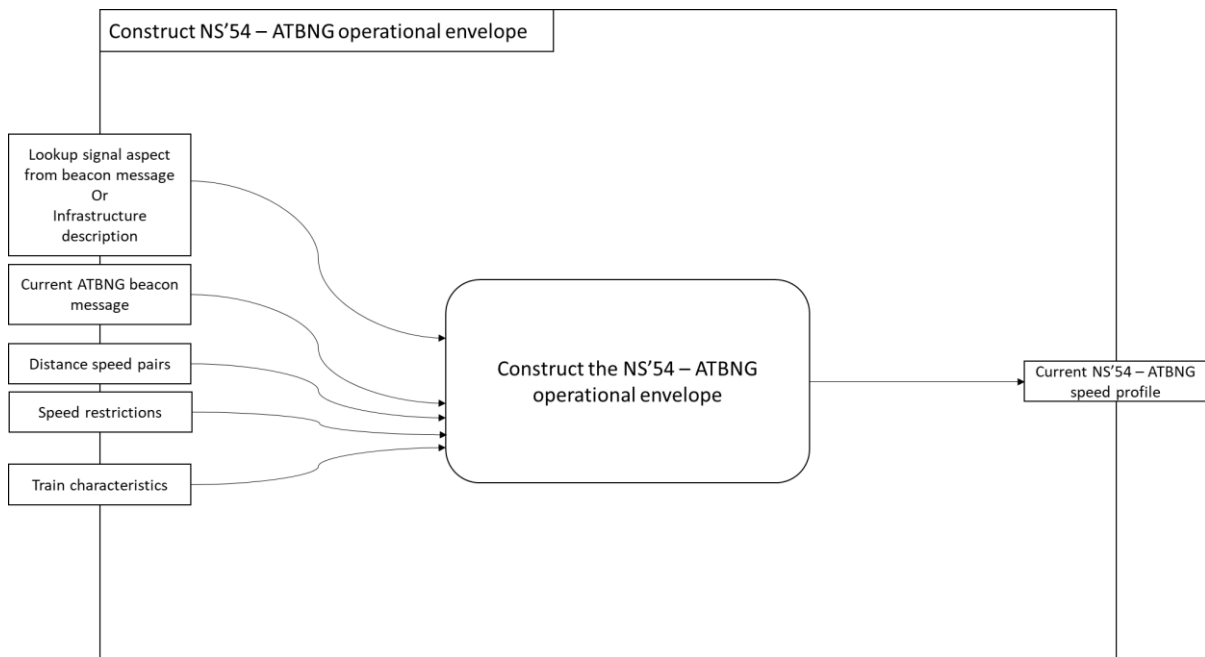 Construct NS’54 – ATBNG operational envelope
Lookup signal aspect
from beacon message
Or
Infrastructure
description
Current ATBNG beacon
message
Distance speed pairs
Speed restrictions
Train characteristics
Construct the NS’54 – ATBNG
operational envelope
Current NS’54 – ATBNG
speed profile